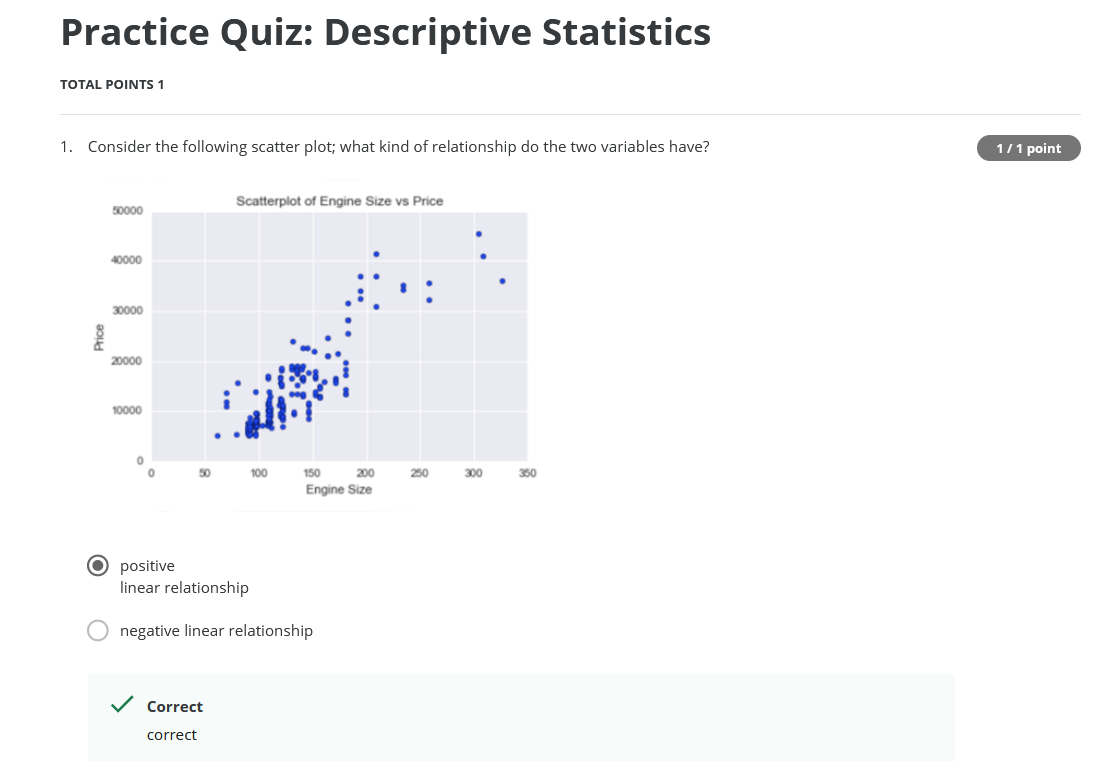 Practice Quiz: Descriptive Statistics
TOTAL POINTS 1
1. Consider the following scatter plot; what kind of relationship do the two variables have?
1 / 1 point
Scatterplot of Engine Size vs Price
50000
40000
30000
20000
10000
0
Price
0 50 100 150 200 250 300 350
Engine Size
positive
linear relationship
negative linear relationship
Correct
correct